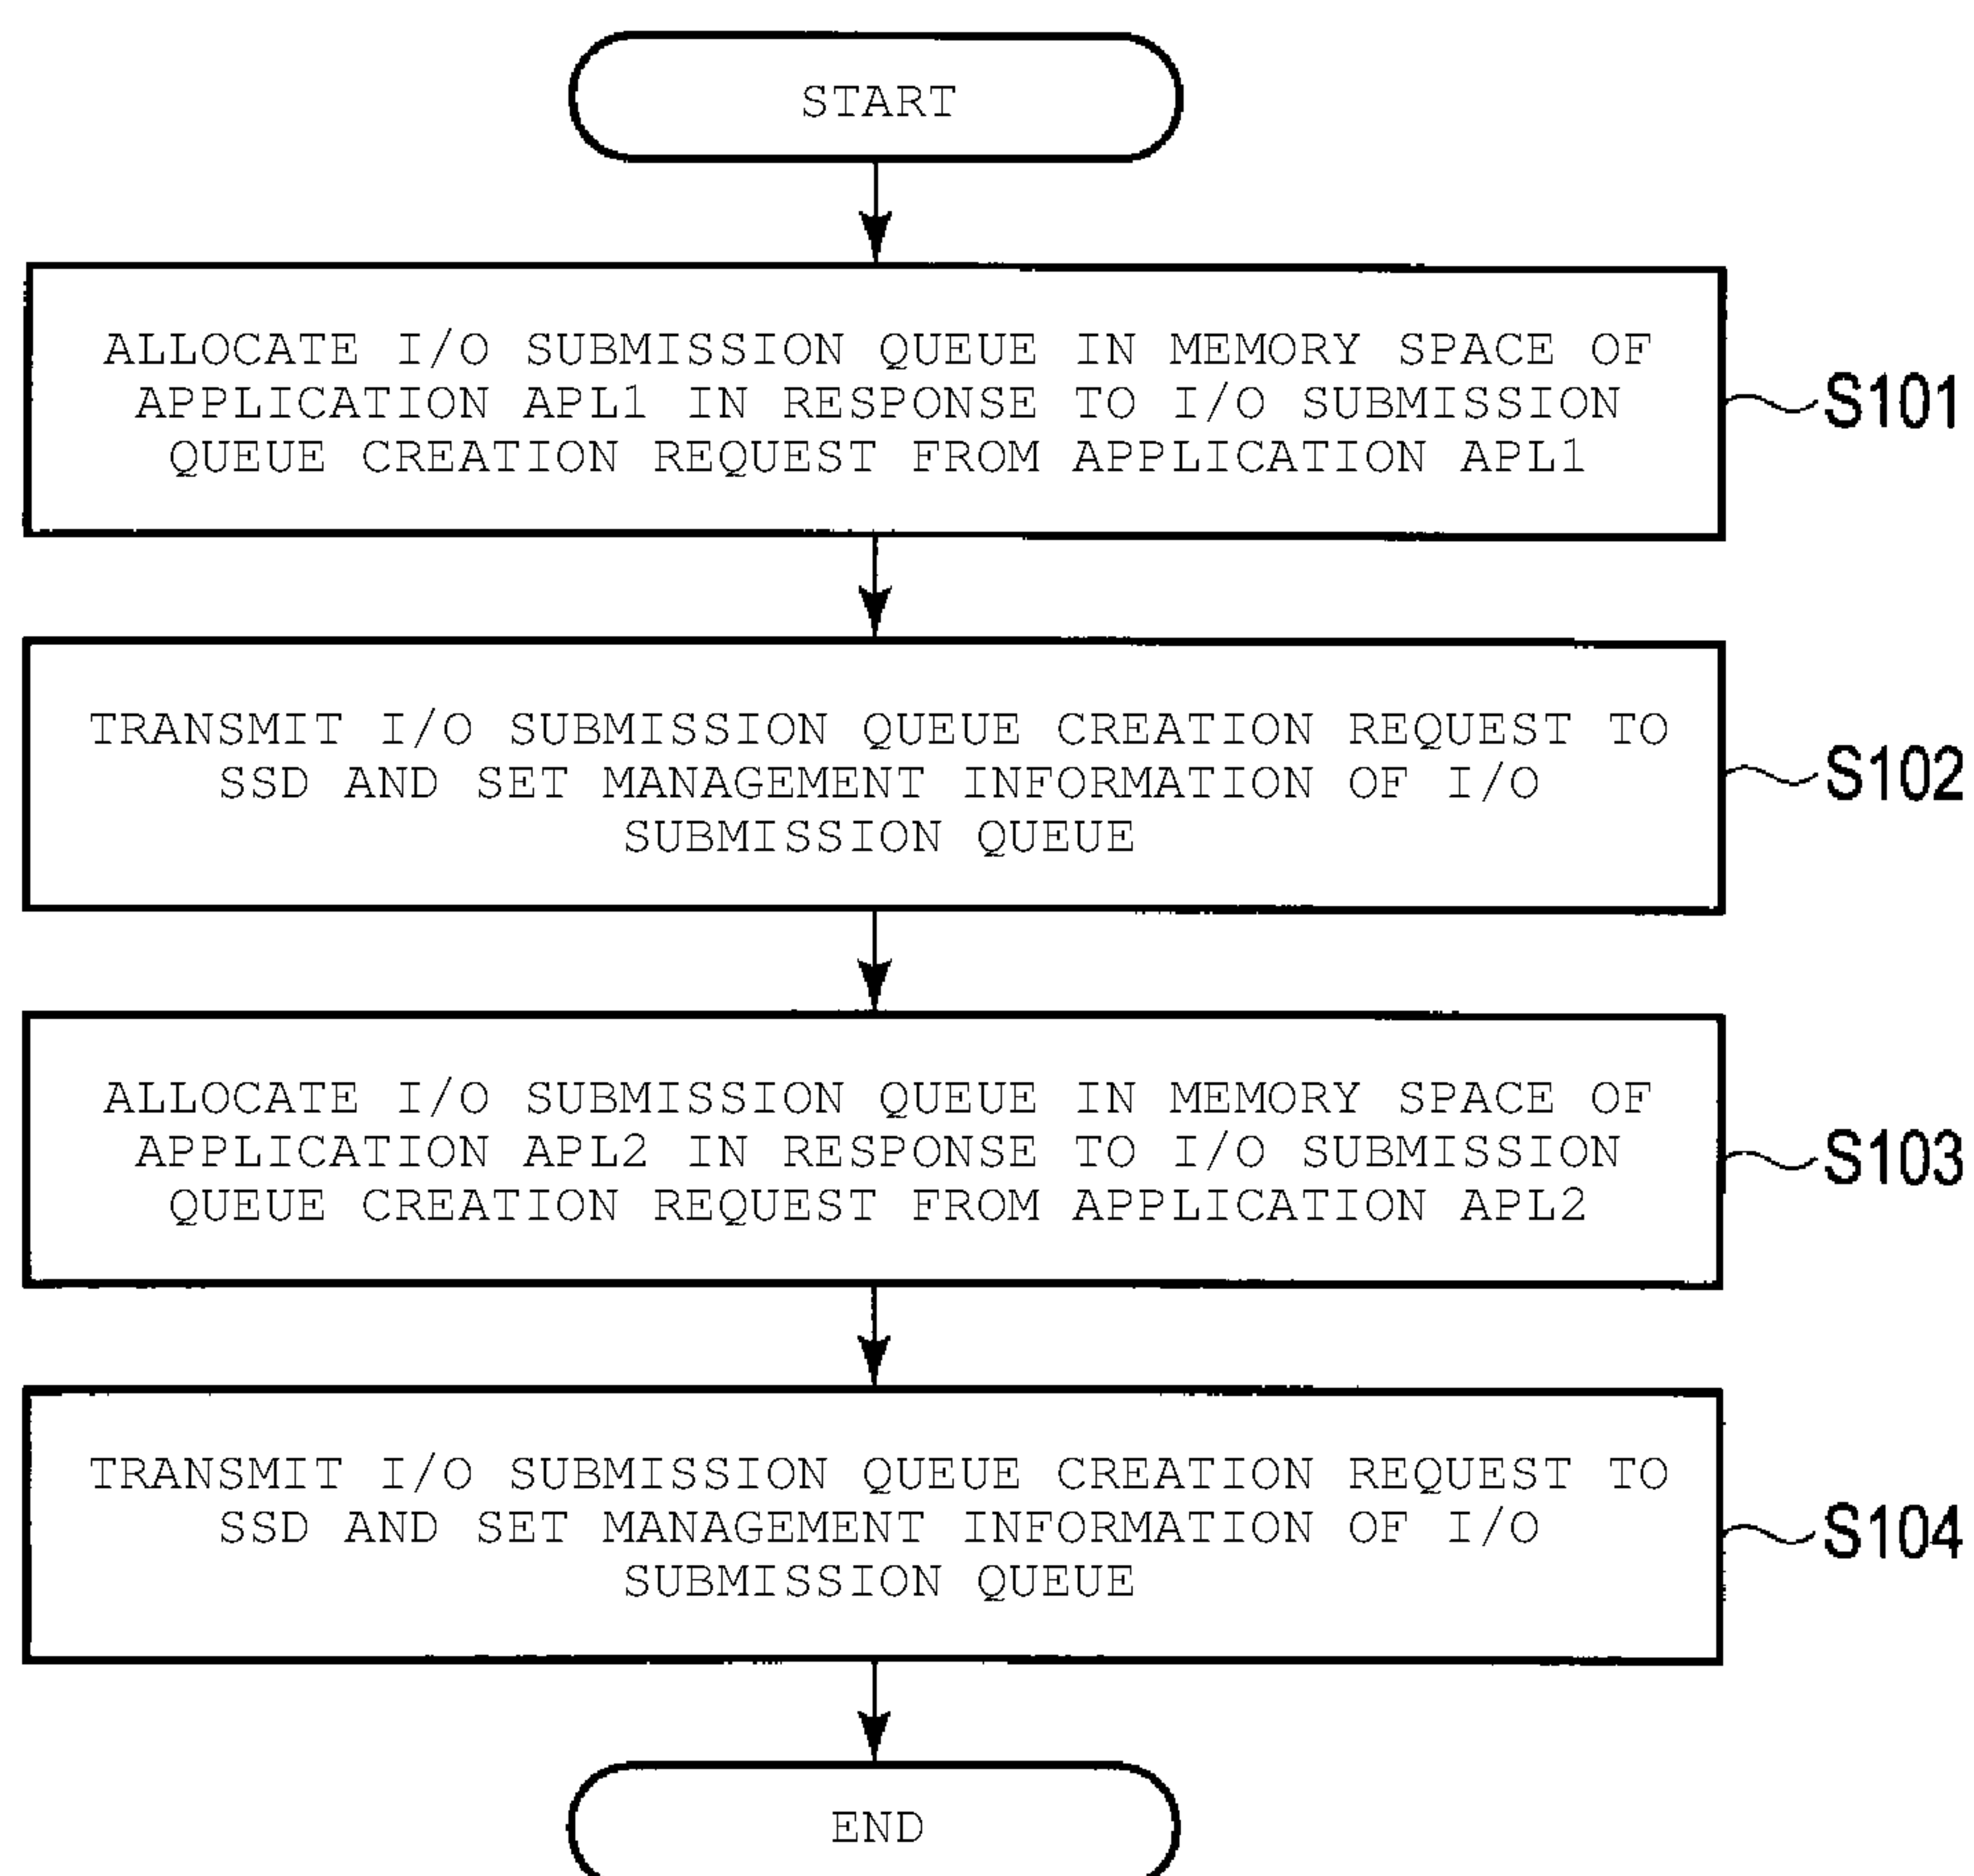 START
ALLOCATE I/O SUBMISSION QUEUE IN MEMORY SPACE OF
APPLICATION APL1 IN RESPONSE TO I/O SUBMISSION
QUEUE CREATION REQUEST FROM APPLICATION APL1
S101
TRANSMIT I/O SUBMISSION QUEUE CREATION REQUEST TO
SSD AND SET MANAGEMENT INFORMATION OF I/O
SUBMISSION QUEUE
S102
ALLOCATE I/O SUBMISSION QUEUE IN MEMORY SPACE OF
APPLICATION APL2 IN RESPONSE TO I/O SUBMISSION
QUEUE CREATION REQUEST FROM APPLICATION APL2
S103
TRANSMIT I/O SUBMISSION QUEUE CREATION REQUEST TO
SSD AND SET MANAGEMENT INFORMATION OF I/O
SUBMISSION QUEUE
S104
END